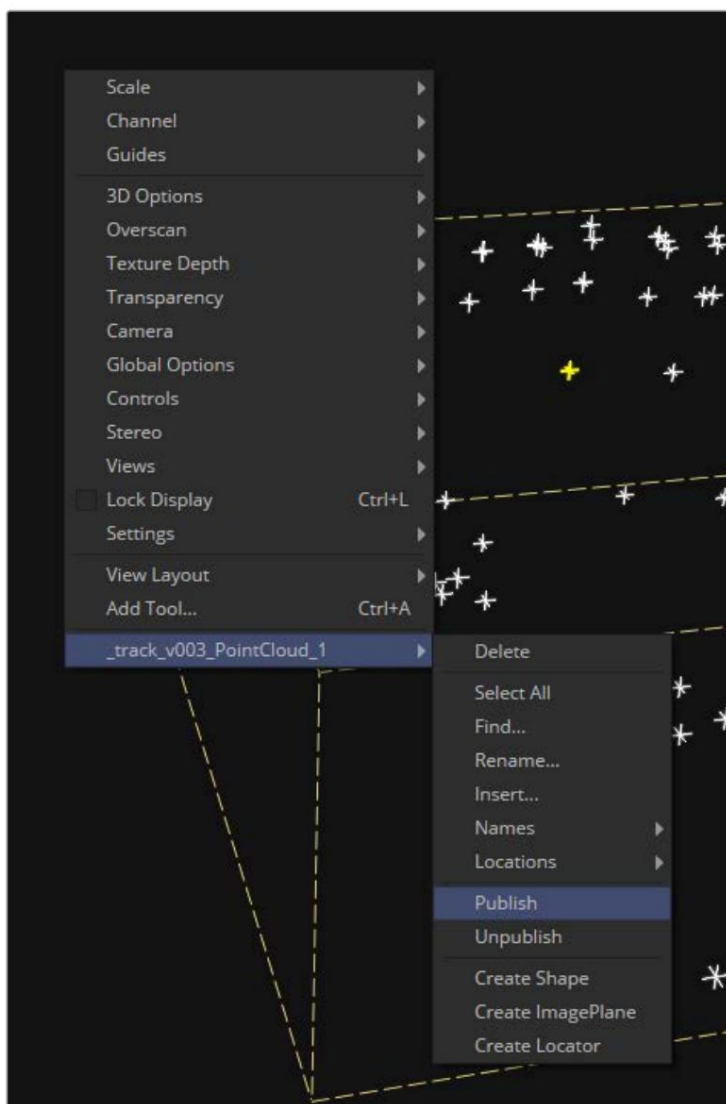 Scale
Channel
Guides
3D Options
Overscan
Texture Depth
Transparency
Camera
Global Options
Controls
Stereo
Views
Lock Display Ctrl+L
Settings
View Layout
Add Tool... Ctrl+A
_track_v003_PointCloud_1
Delete
Select All
Find...
Rename...
Insert...
Names
Locations
Publish
Unpublish
Create Shape
Create ImagePlane
Create Locator